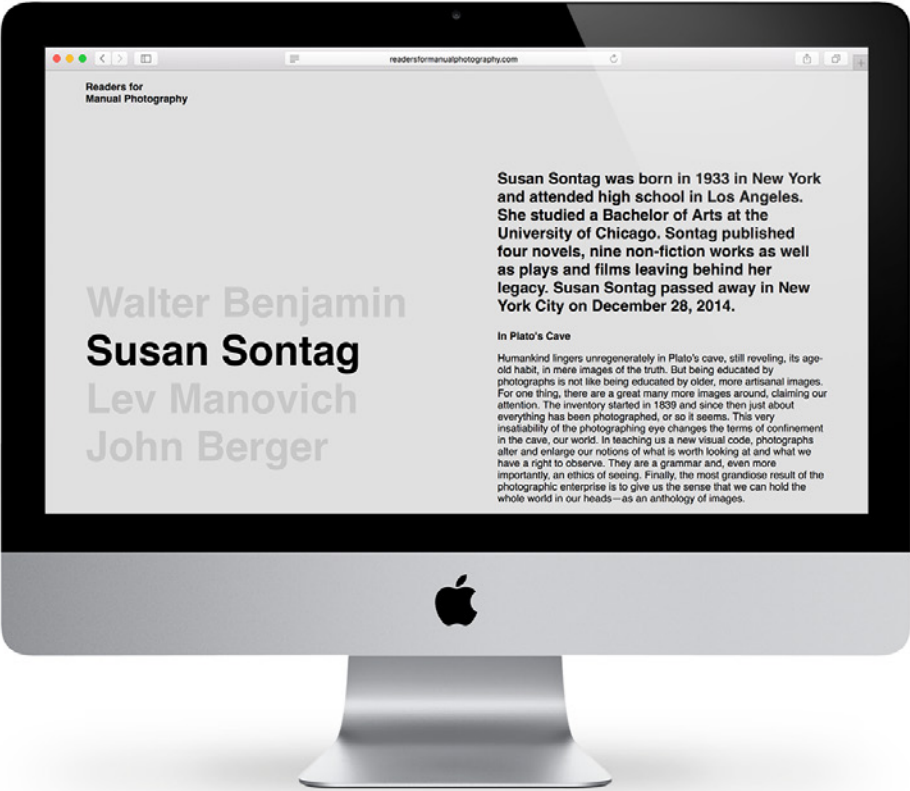 readersformanualphotography.com
Readers for
Manual Photography
Walter Benjamin
Susan Sontag
Lev Manovich
John Berger
Susan Sontag was born in 1933 in New York
and attended high school in Los Angeles.
She studied a Bachelor of Arts at the
University of Chicago. Sontag published
four novels, nine non-fiction works as well
as plays and films leaving behind her
legacy. Susan Sontag passed away in New
York City on December 28, 2014.
In Plato's Cave
Humankind lingers unregenerately in Plato's cave, still reveling, its age-
old habit, in mere images of the truth. But being educated by
photographs is not like being educated by older, more artisanal images.
For one thing, there are a great many more images around, claiming our
attention. The inventory started in 1839 and since then just about
everything has been photographed, or so it seems. This very
insatiability of the photographing eye changes the terms of confinement
in the cave, our world. In teaching us a new visual code, photographs
alter and enlarge our notions of what is worth looking at and what we
have a right to observe. They are a grammar and, even more
importantly, an ethics of seeing. Finally, the most grandiose result of the
photographic enterprise is to give us the sense that we can hold the
whole world in our heads—as an anthology of images.